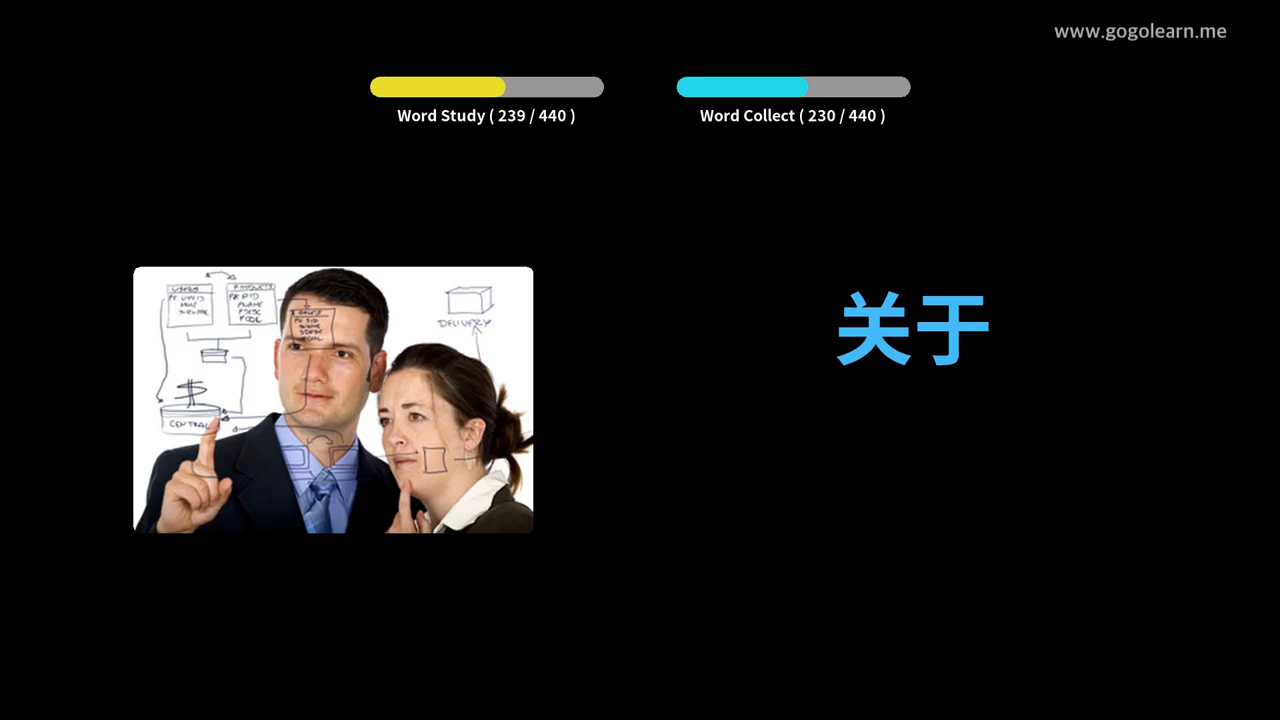 www.gogolearn.me
Word Study ( 239 / 440 )
Word Collect ( 230 / 440 )
关于
DELIVERY
CENTRAL